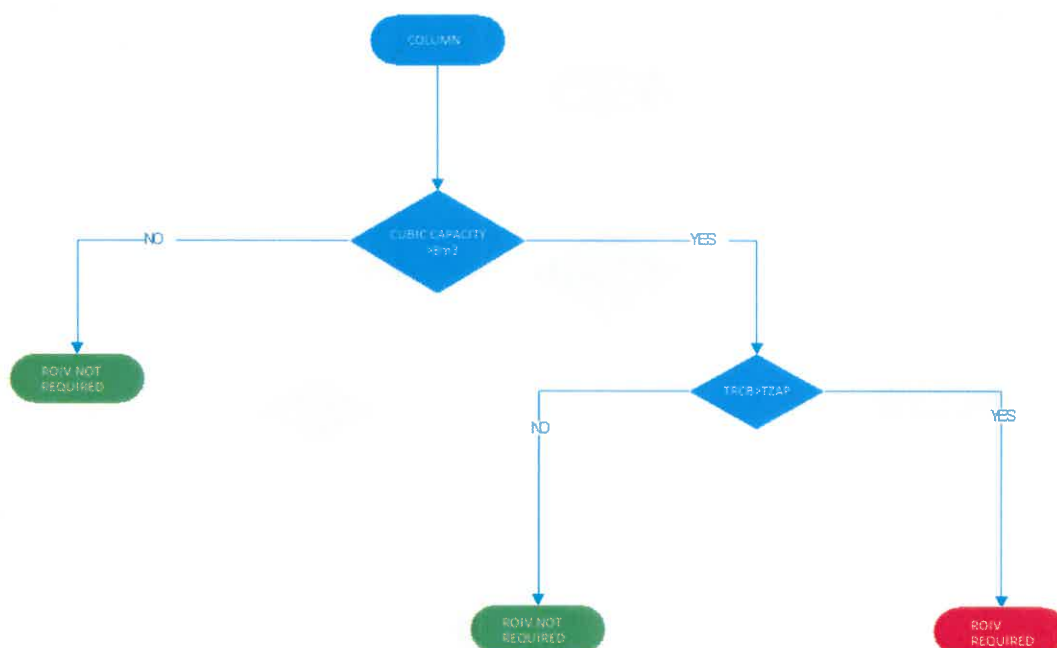 COLUMN
CUBIC CAPACITY
>8m3
NO
YES
ROIV NOT
REQUIRED
TRCB>TZAP
NO
YES
ROIV NOT
REQUIRED
ROIV
REQUIRED